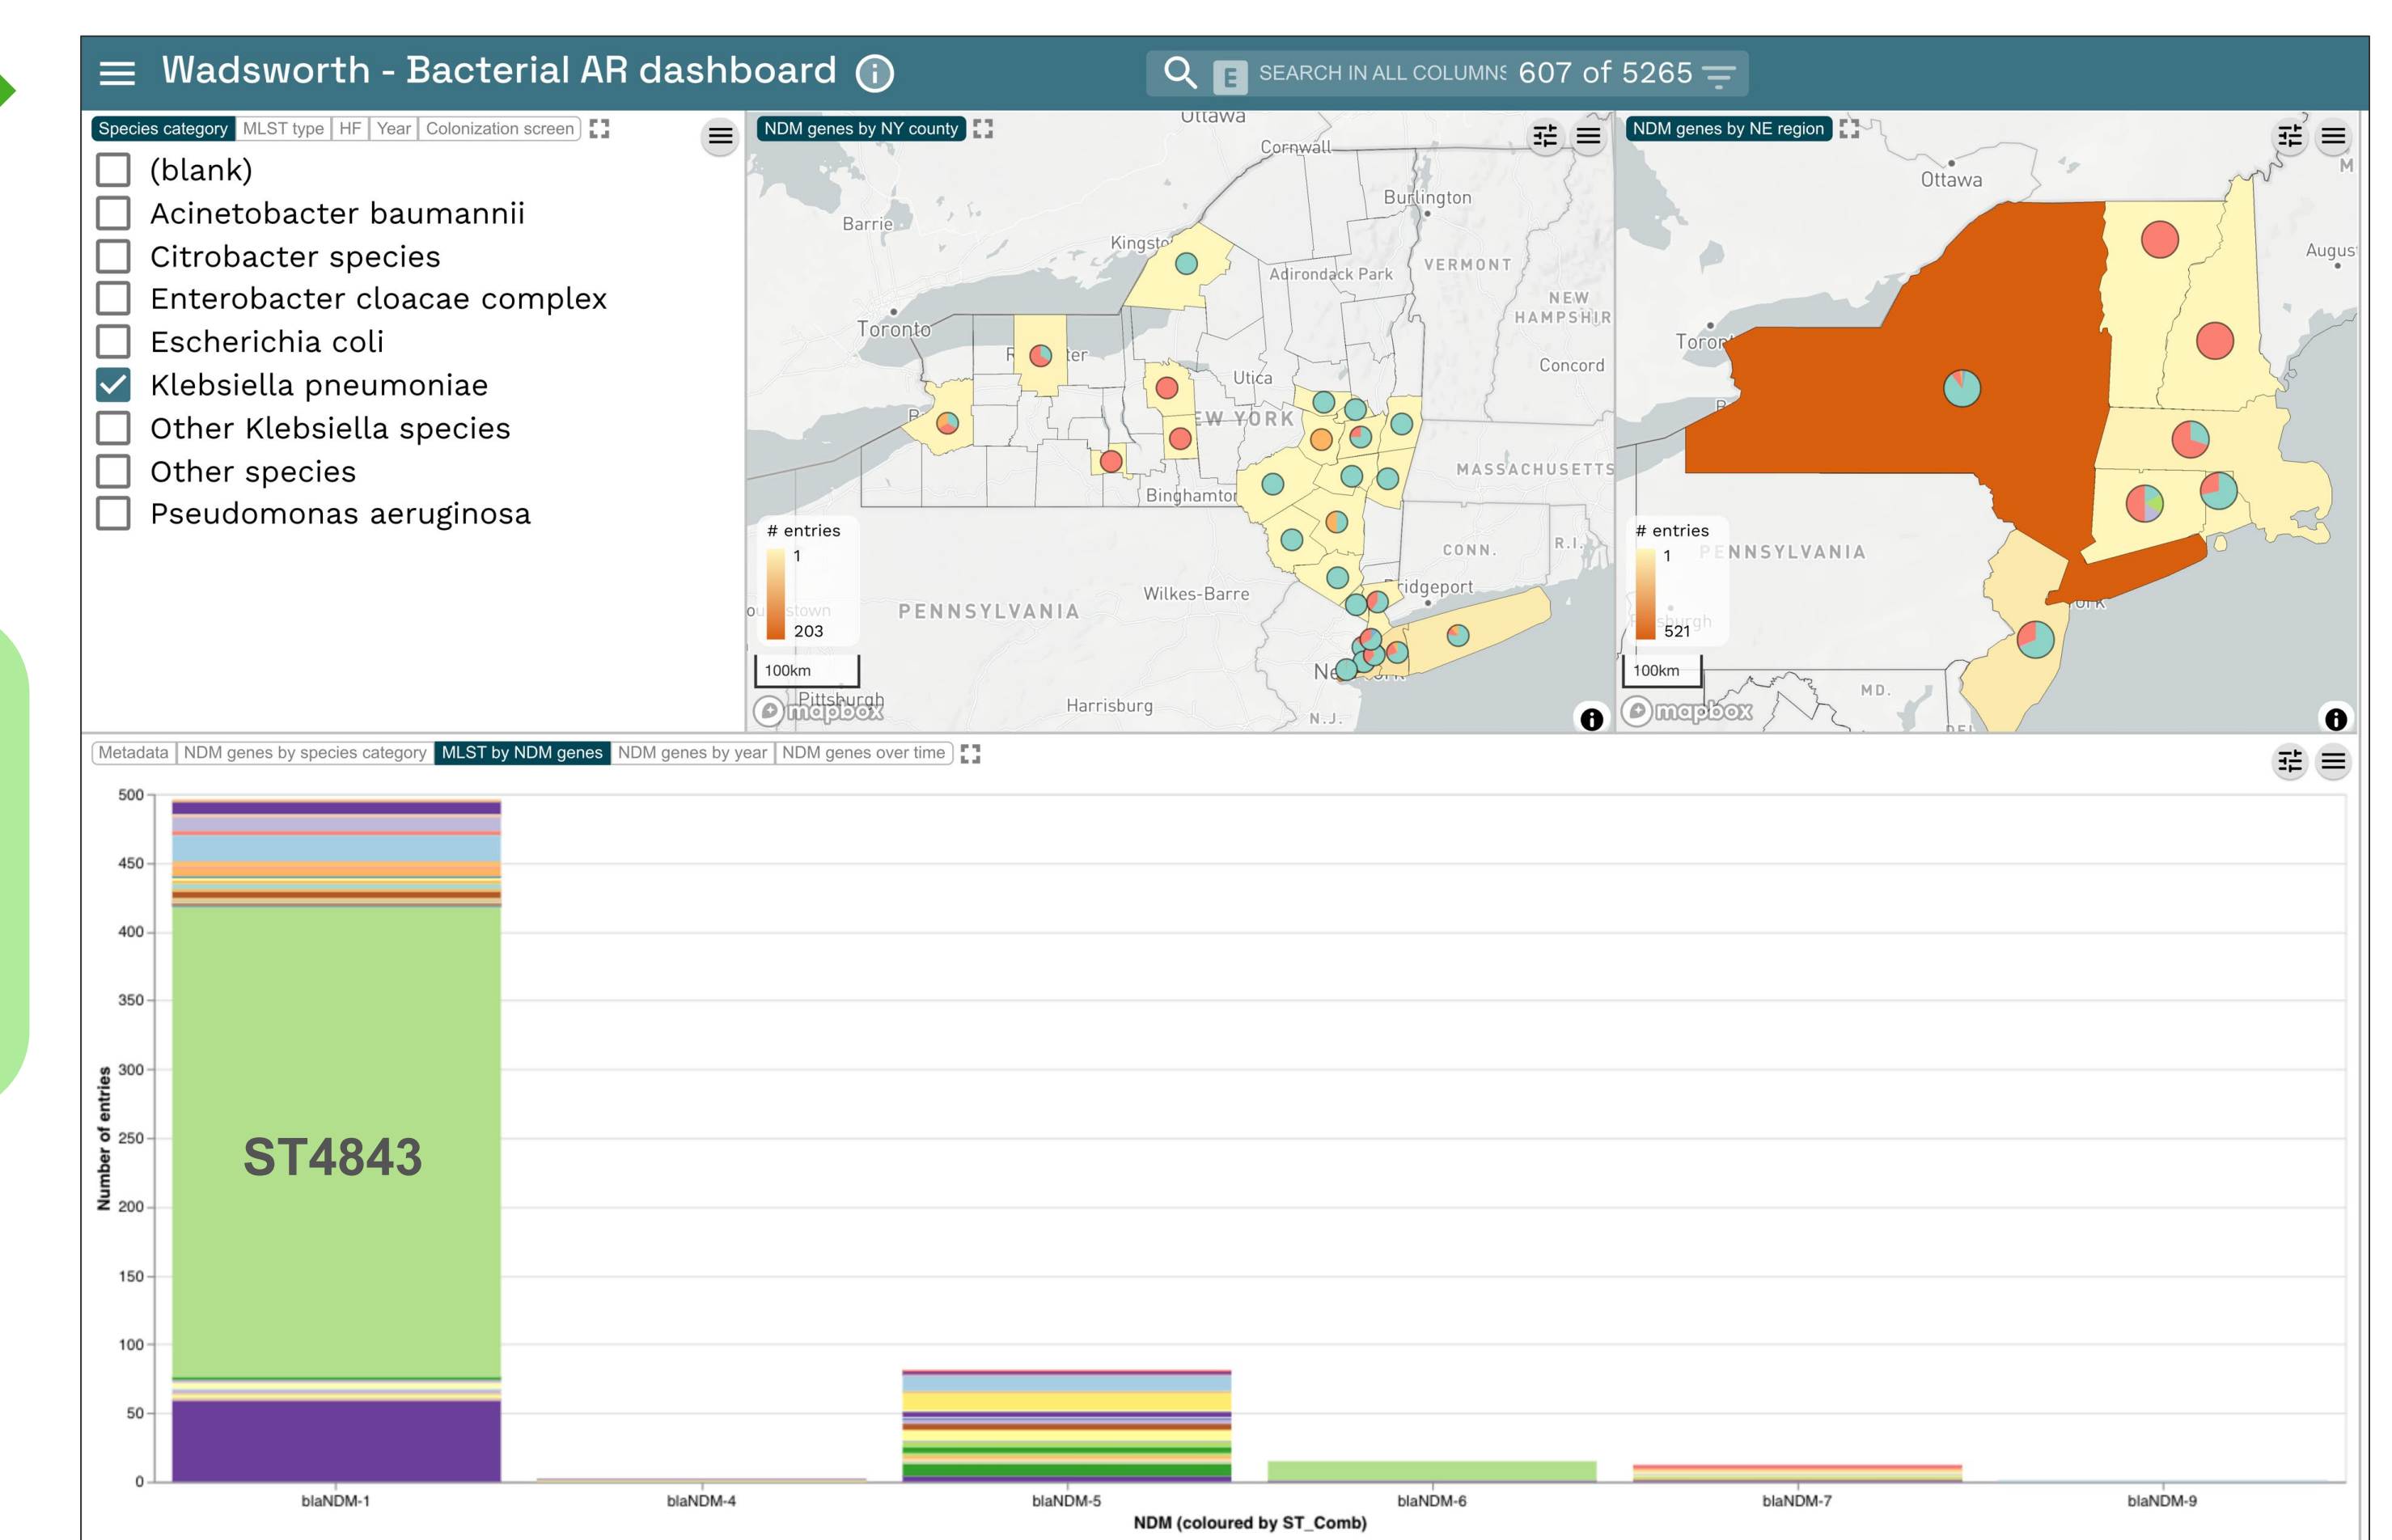 Wadsworth - Bacterial AR dashboard
SEARCH IN ALL COLUMNS 607 of 5265
Species category MLST type HF Year Colonization screen
(blank)
Acinetobacter baumannii
Citrobacter species
Enterobacter cloacae complex
Escherichia coli
Klebsiella pneumoniae
Other Klebsiella species
Other species
Pseudomonas aeruginosa
NDM genes by NY county
Ottawa
Cornwall
Burlington
Barrie
Adirondack Park
VERMONT
NEW
HAMPSHIR
Toronto
Concord
Utica
EW YORK
MASSACHUSETTS
Binghamton
# entries
1
203
CONN.
R.I.
Wilkes-Barre
ridgeport
PENNSYLVANIA
100km
Pittsburgh
Harrisburg
N.J.
mapbox
NDM genes by NE region
Ottawa
August
Toront
# entries
1
521
PENNSYLVANIA
100km
MD.
DEL
mapbox
Metadata NDM genes by species category MLST by NDM genes NDM genes by year NDM genes over time
Number of entries
500
450
400
350
300
250
200
150
100
50
0
ST4843
blaNDM-1 blaNDM-4 blaNDM-5 blaNDM-6 blaNDM-7 blaNDM-9
NDM (coloured by ST_Comb)